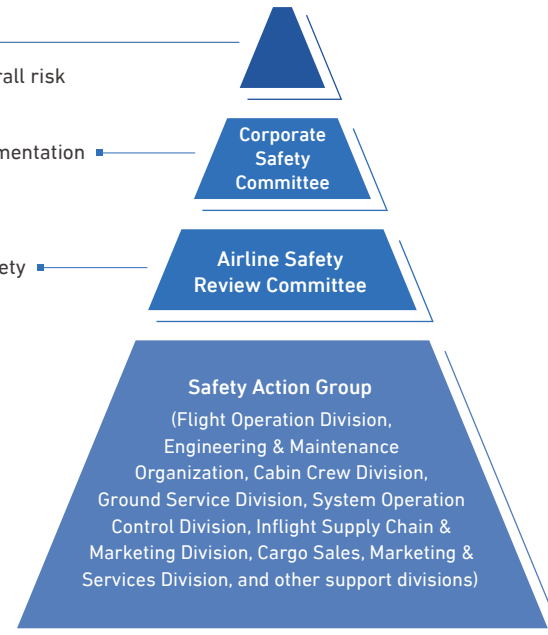 rall risk
mentation
Corporate
Safety
Committee
ety
Airline Safety
Review Committee
Safety Action Group
(Flight Operation Division,
Engineering & Maintenance
Organization, Cabin Crew Division,
Ground Service Division, System Operation
Control Division, Inflight Supply Chain &
Marketing Division, Cargo Sales, Marketing &
Services Division, and other support divisions)